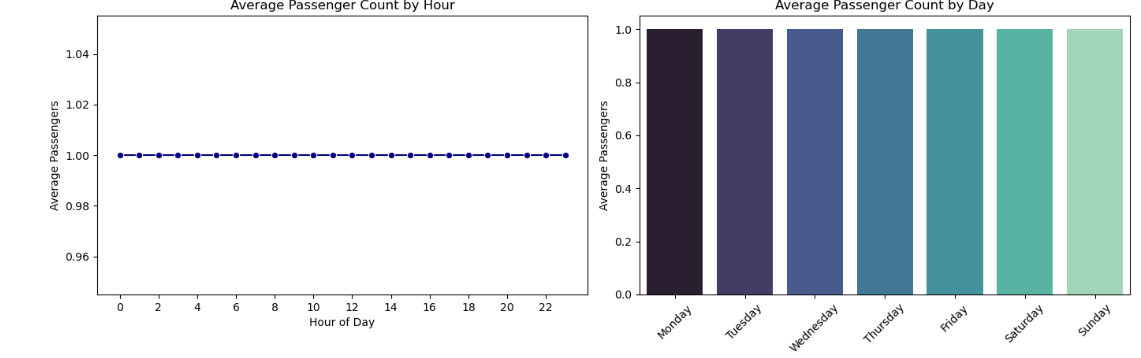 Average Passenger Count by Hour
Average Passengers
1.04
1.02
1.00
0.98
0.96
0 2 4 6 8 10 12 14 16 18 20 22
Hour of Day
Average Passenger Count by Day
Average Passengers
1.0
0.8
0.6
0.4
0.2
0.0
Monday Tuesday Wednesday Thursday Friday Saturday Sunday